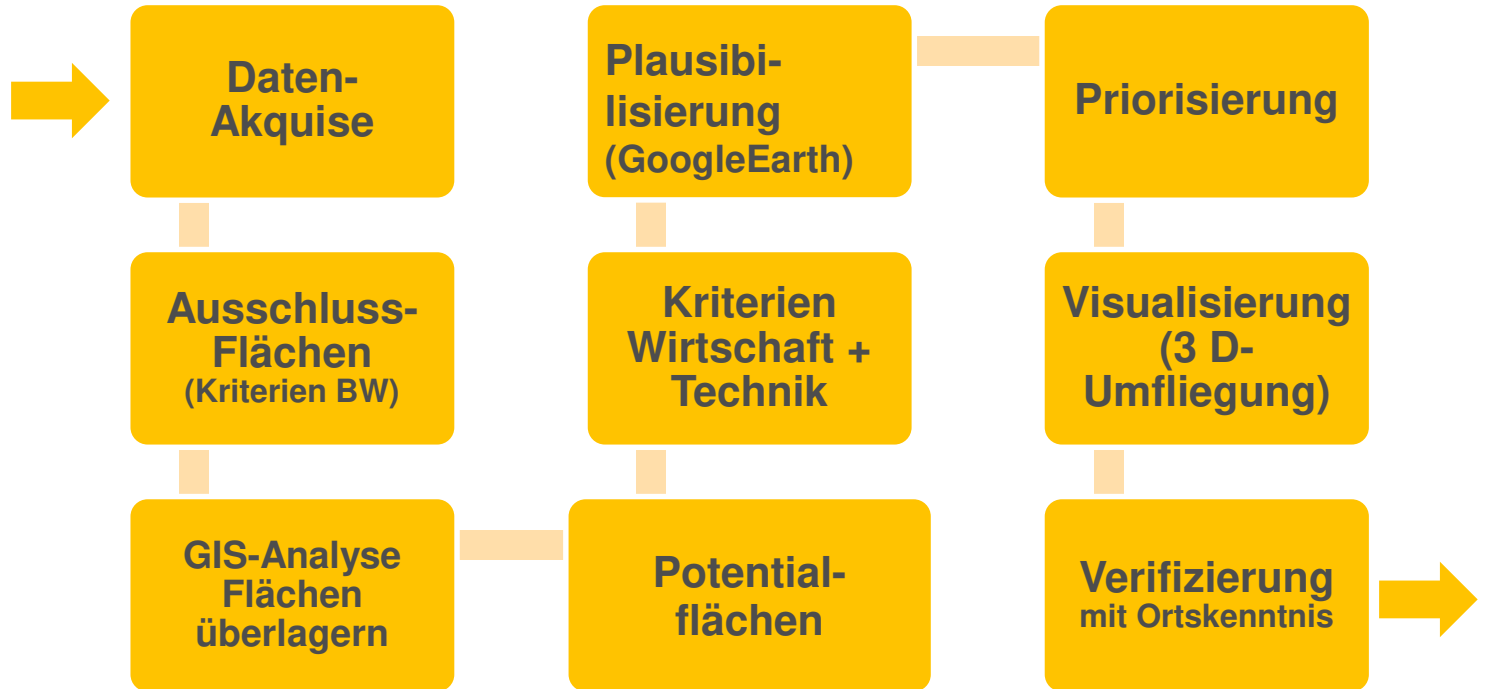 Daten-
Akquise
Ausschluss-
Flächen
(Kriterien BW)
GIS-Analyse
Flächen
überlagern
Potential-
flächen
Kriterien
Wirtschaft +
Technik
Plausibi-
lisierung
(GoogleEarth)
Priorisierung
Visualisierung
(3 D-
Umfliegung)
Verifizierung
mit Ortskenntnis